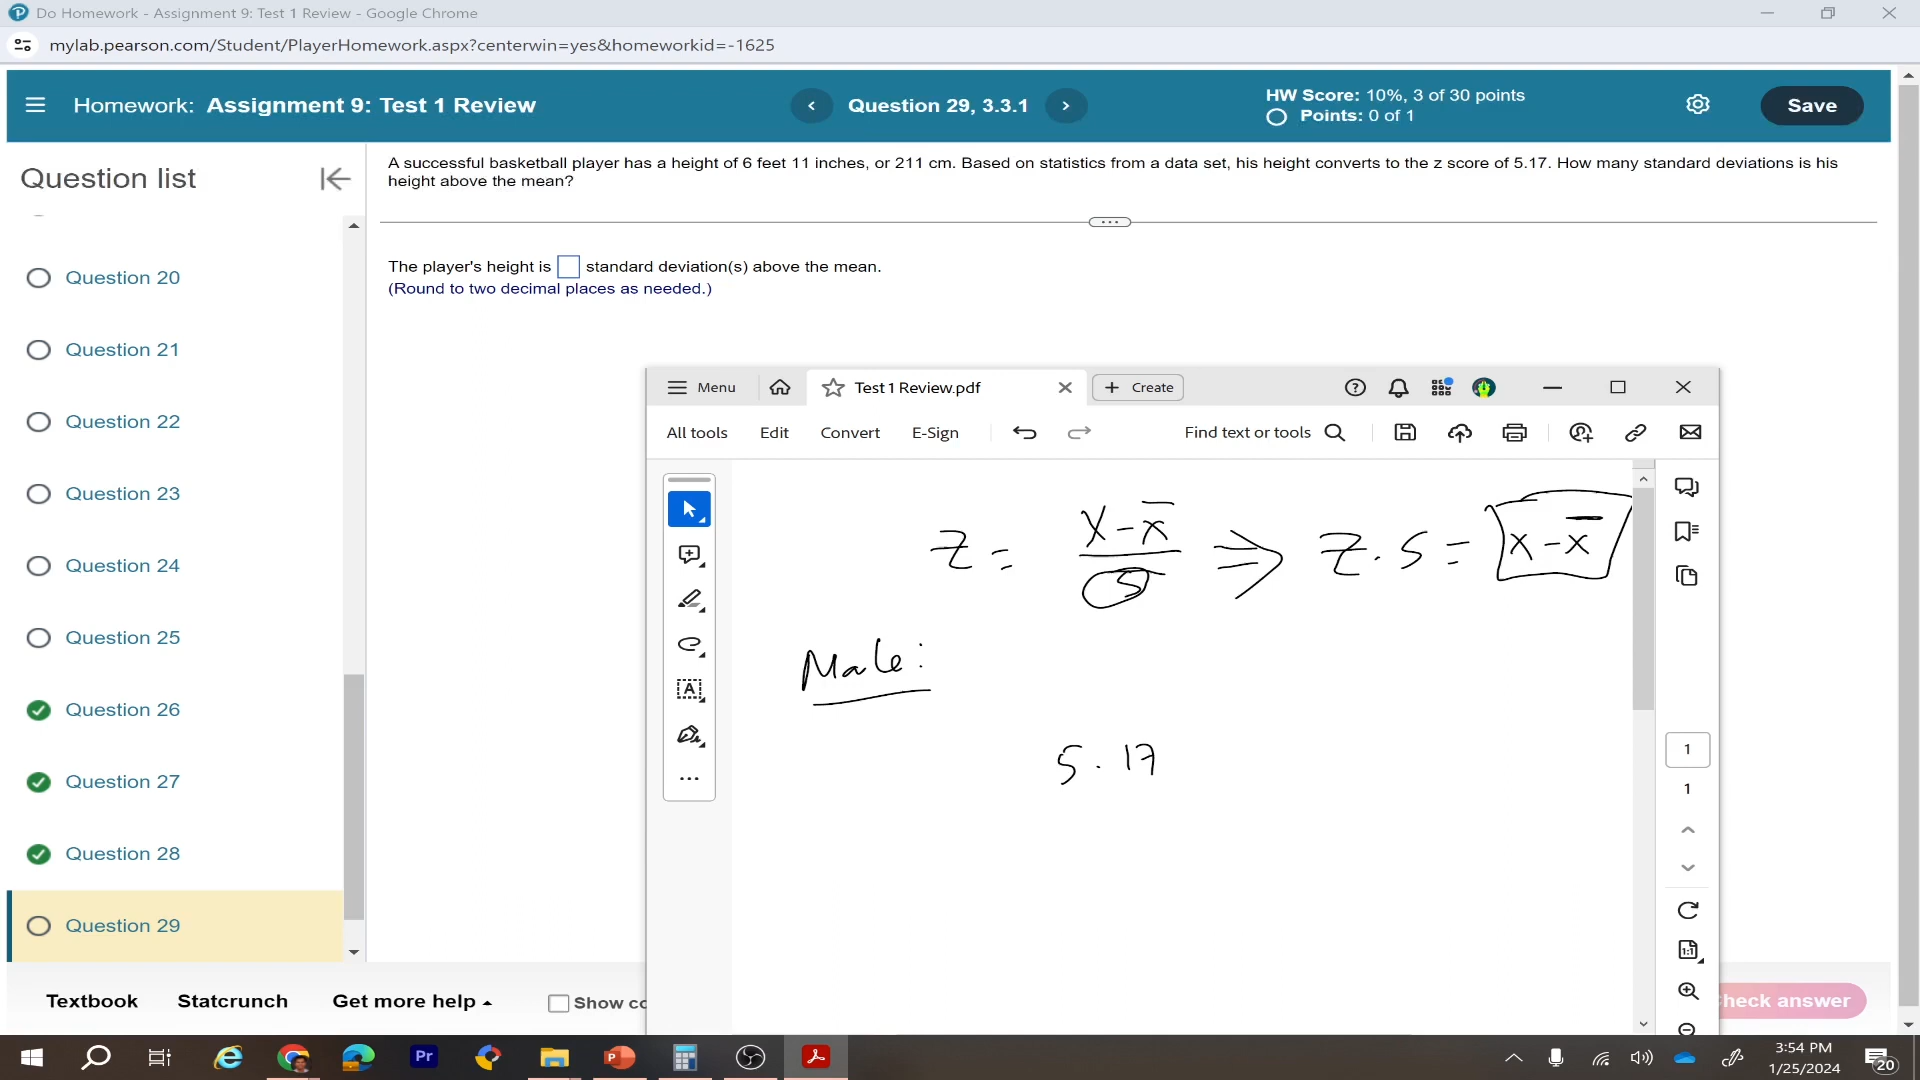 Do Homework - Assignment 9: Test 1 Review - Google Chrome
mylab.pearson.com/Student/PlayerHomework.aspx?centerwin=yes&homeworkid=-1625
Homework: Assignment 9: Test 1 Review
Question 29, 3.3.1
HW Score: 10%, 3 of 30 points
Points: 0 of 1
Save
Question list
Question 20
Question 21
Question 22
Question 23
Question 24
Question 25
Question 26
Question 27
Question 28
Question 29
A successful basketball player has a height of 6 feet 11 inches, or 211 cm. Based on statistics from a data set, his height converts to the z score of 5.17. How many standard deviations is his
height above the mean?
The player's height is standard deviation(s) above the mean.
(Round to two decimal places as needed.)
Menu
Test 1 Review.pdf
Create
All tools
Edit
Convert
E-Sign
Find text or tools
z = x - x̄ / s ⇒ z · s = x - x̄
Male:
5.17
1
1
Textbook
Statcrunch
Get more help
Show co
heck answer
Pr
P
3:54 PM
1/25/2024
20